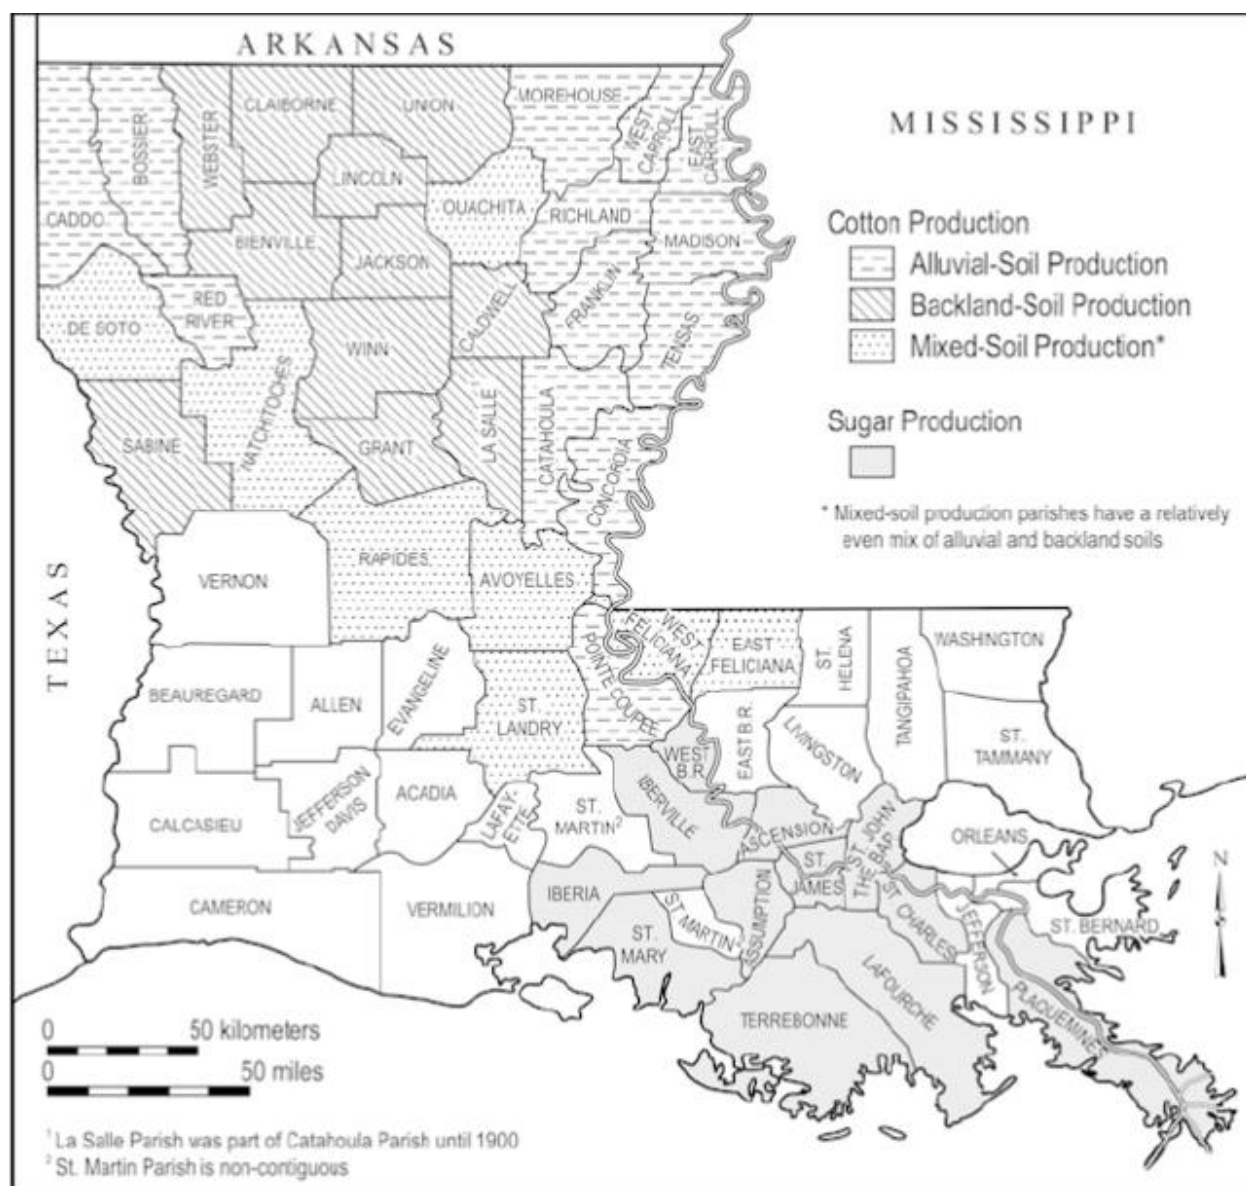 ARKANSAS
MISSISSIPPI
TEXAS
CADDO
BOSSIER
WEBSTER
CLAIBORNE
UNION
MOREHOUSE
WEST
CARROLL
EAST
CARROLL
LINCOLN
OUACHITA
RICHLAND
MADISON
BIENVILLE
JACKSON
FRANKLIN
DE SOTO
RED
RIVER
WINN
CALDWELL
TENSAS
SABINE
NATCHITOCHES
GRANT
LA SALLE
CATAHOULA
CONCORDIA
VERNON
RAPIDES
AVOYELLES
BEAUREGARD
ALLEN
EVANGELINE
ST.
LANDRY
POINTE COUPEE
WEST
FELICIANA
EAST
FELICIANA
ST.
HELENA
TANGIPAHOA
WASHINGTON
ST.
TAMMANY
LIVINGSTON
EAST B.R.
WEST
B.R.
CALCASIEU
JEFFERSON
DAVIS
ACADIA
LAFAY-
ETTE
ST.
MARTIN²
IBERVILLE
ASCENSION
ST. JOHN
THE BAP.
ORLEANS
CAMERON
VERMILION
IBERIA
ST.
MARY
ST MARTIN²
ASSUMPTION
ST.
JAMES
ST CHARLES
JEFFERSON
ST. BERNARD
PLAQUEMINES
TERREBONNE
LAFOURCHE
Cotton Production
Alluvial-Soil Production
Backland-Soil Production
Mixed-Soil Production*
Sugar Production
* Mixed-soil production parishes have a relatively
even mix of alluvial and backland soils
N
0 50 kilometers
0 50 miles
¹ La Salle Parish was part of Catahoula Parish until 1900
² St. Martin Parish is non-contiguous